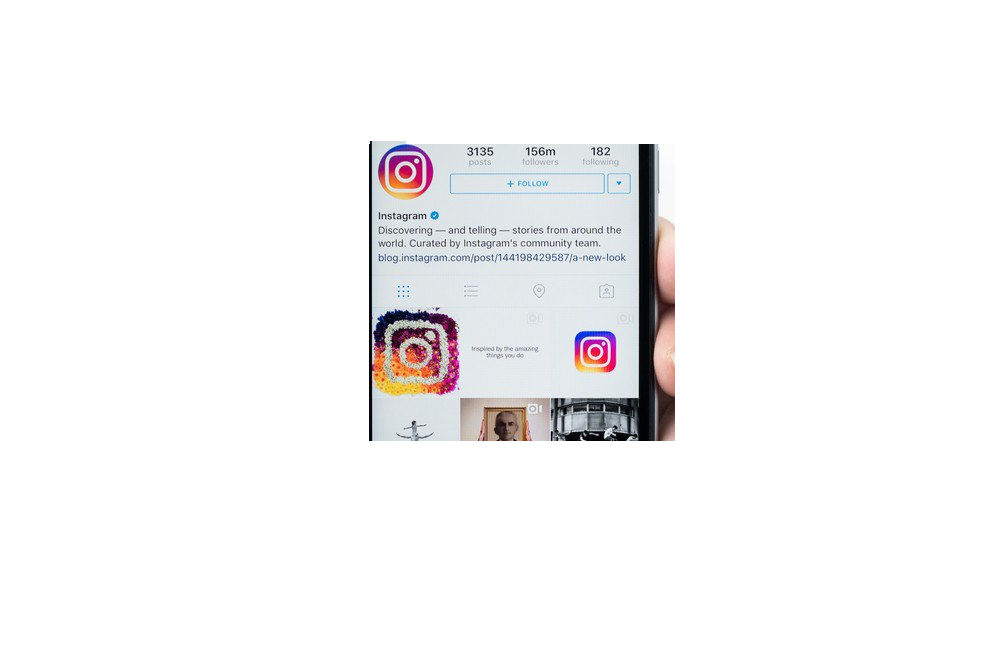 3135 156m 182
posts followers following
+ FOLLOW
Instagram
Discovering — and telling — stories from around the
world. Curated by Instagram's community team.
blog.instagram.com/post/144198429587/a-new-look
Inspired by the amazing
things you do